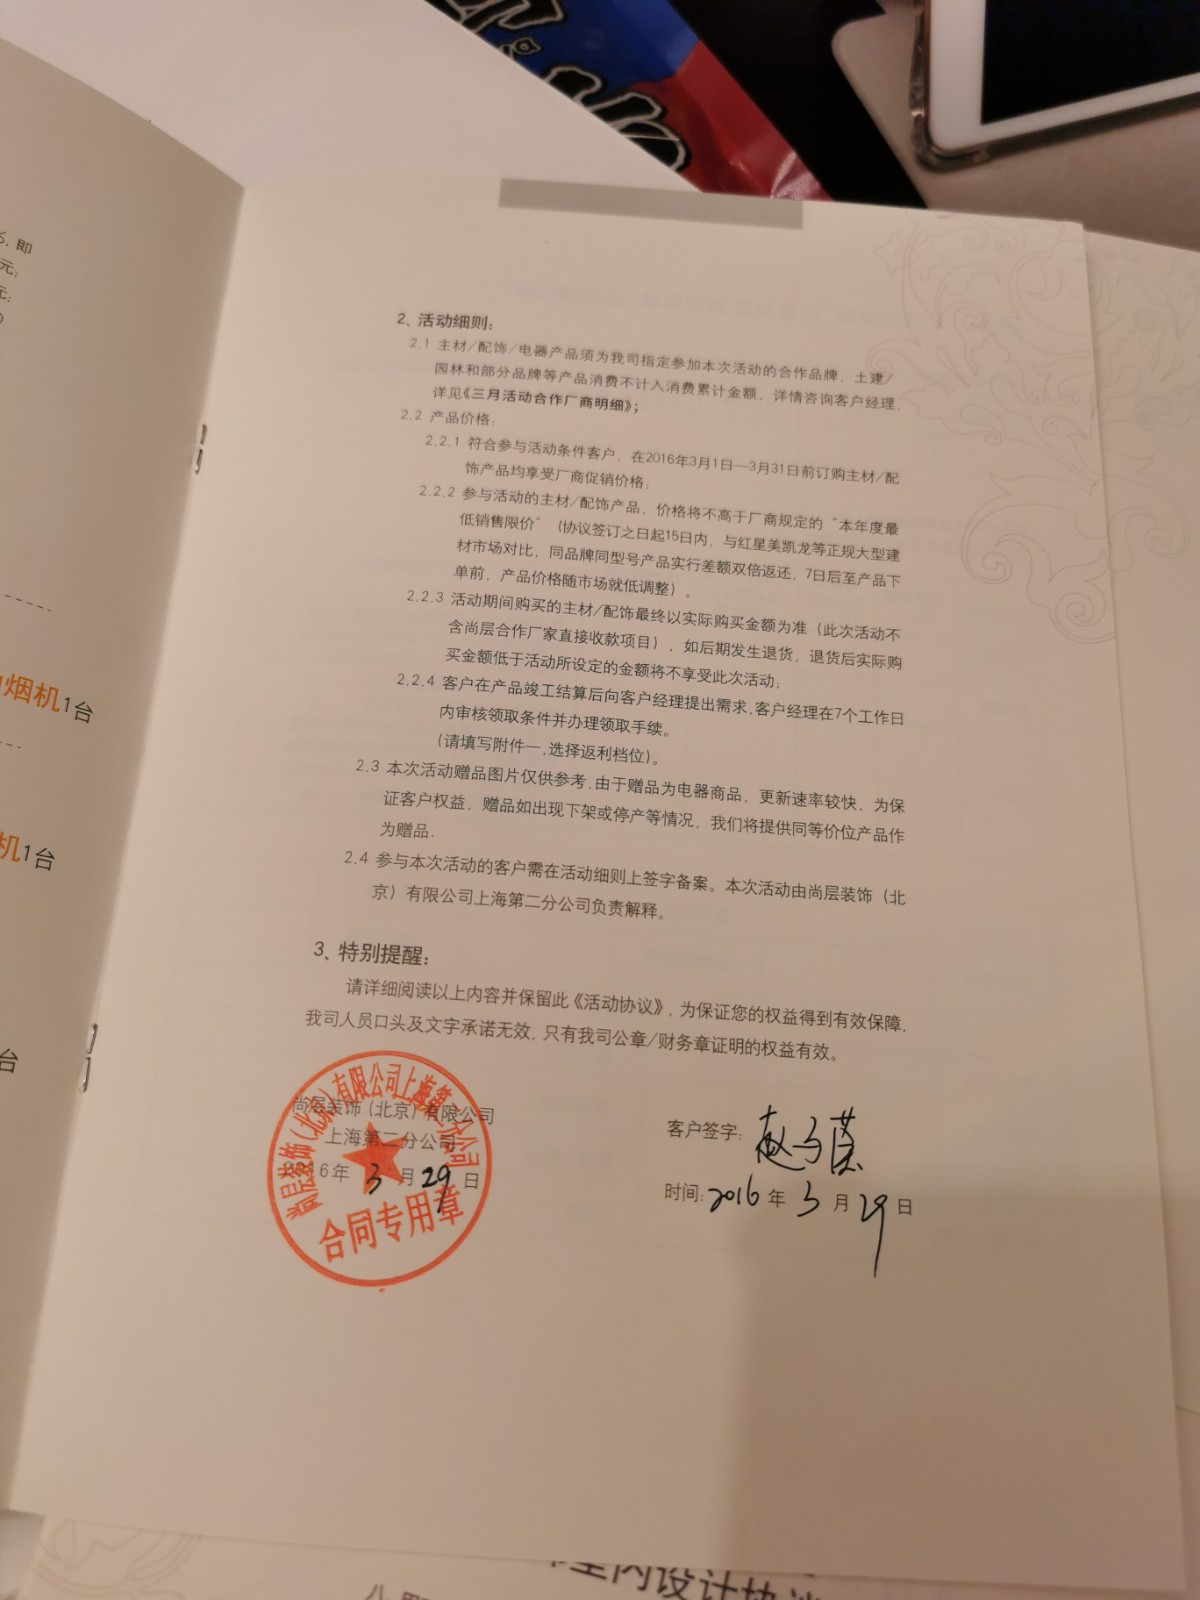 2、活动细则：
2.1 主材/配饰/电器产品须为我司指定参加本次活动的合作品牌，土建/
园林和部分品牌等产品消费不计入消费累计金额，详情咨询客户经理，
详见《三月活动合作厂商明细》；
2.2 产品价格：
2.2.1 符合参与活动条件客户，在2016年3月1日—3月31日前订购主材/配
饰产品均享受厂商促销价格；
2.2.2 参与活动的主材/配饰产品，价格将不高于厂商规定的“本年度最
低销售限价”（协议签订之日起15日内，与红星美凯龙等正规大型建
材市场对比，同品牌同型号产品实行差额双倍返还，7日后至产品下
单前，产品价格随市场就低调整）。
2.2.3 活动期间购买的主材/配饰最终以实际购买金额为准（此次活动不
含尚层合作厂家直接收款项目），如后期发生退货，退货后实际购
买金额低于活动所设定的金额将不享受此次活动；
2.2.4 客户在产品竣工结算后向客户经理提出需求,客户经理在7个工作日
内审核领取条件并办理领取手续。
（请填写附件一,选择返利档位）。
2.3 本次活动赠品图片仅供参考,由于赠品为电器商品，更新速率较快，为保
证客户权益，赠品如出现下架或停产等情况，我们将提供同等价位产品作
为赠品.
2.4 参与本次活动的客户需在活动细则上签字备案。本次活动由尚层装饰（北
京）有限公司上海第二分公司负责解释。
3、特别提醒：
请详细阅读以上内容并保留此《活动协议》，为保证您的权益得到有效保障，
我司人员口头及文字承诺无效，只有我司公章/财务章证明的权益有效。
尚层装饰（北京）有限公司
上海第二分公司
2016年 3 月 29 日
尚层装饰（北京）有限公司上海第二分公司
合同专用章
客户签字：赵
时间：2016 年 3 月 29 日
即
元；
元；
烟机1台
机1台
台
室内设计协